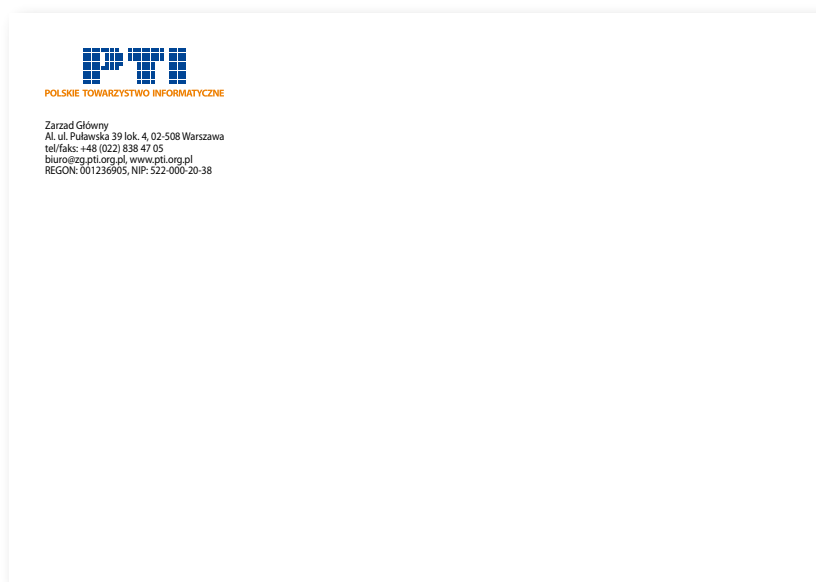 PTI
POLSKIE TOWARZYSTWO INFORMATYCZNE
Zarzad Główny
Al. ul. Puławska 39 lok. 4, 02-508 Warszawa
tel/faks: +48 (022) 838 47 05
biuro@zg.pti.org.pl, www.pti.org.pl
REGON: 001236905, NIP: 522-000-20-38